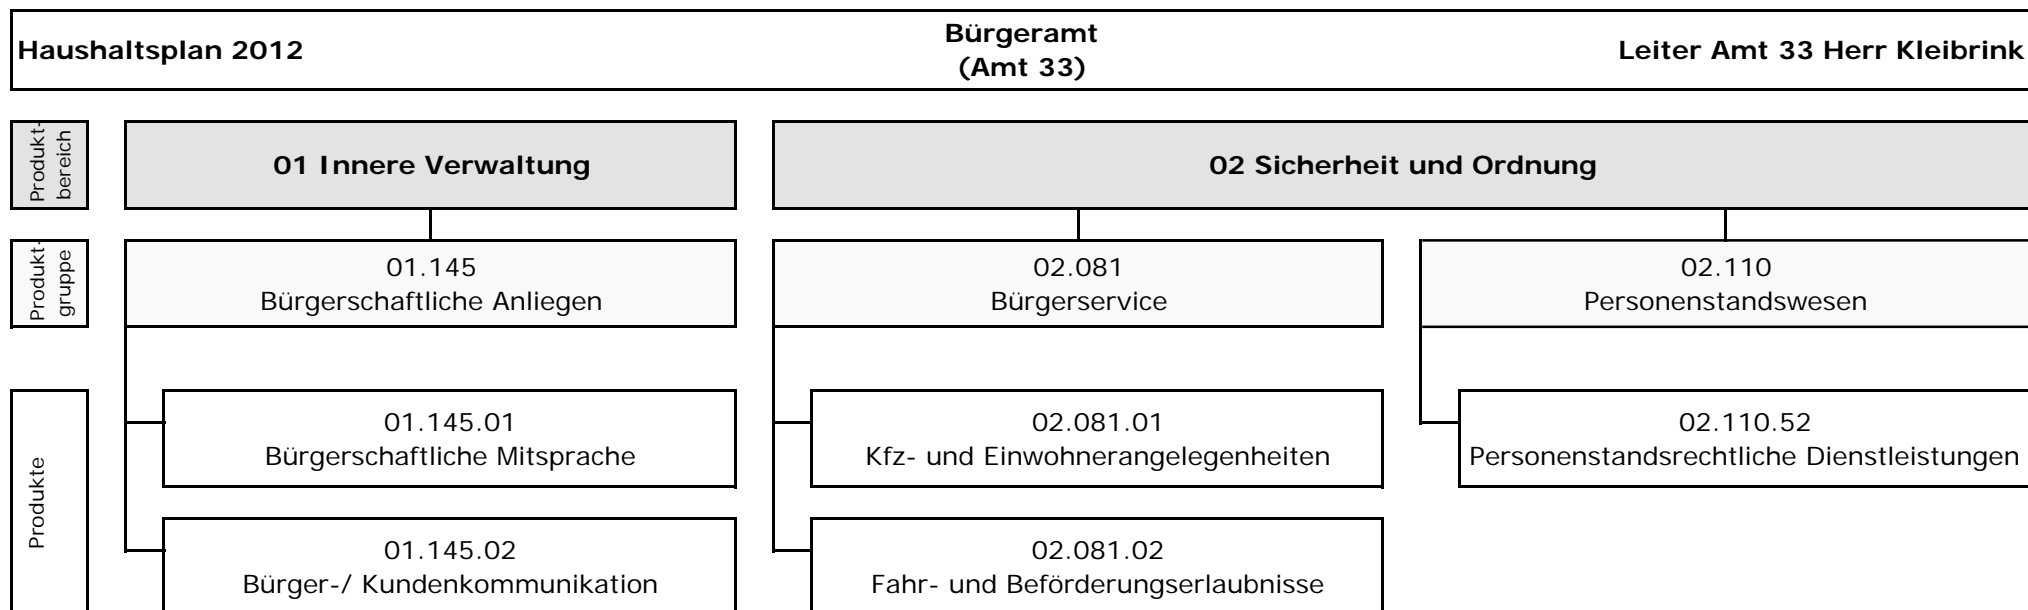 Haushaltsplan 2012
Bürgeramt
(Amt 33)
Leiter Amt 33 Herr Kleibrink
Produkt-
bereich
01 Innere Verwaltung
02 Sicherheit und Ordnung
Produkt-
gruppe
01.145
Bürgerschaftliche Anliegen
02.081
Bürgerservice
02.110
Personenstandswesen
Produkte
01.145.01
Bürgerschaftliche Mitsprache
02.081.01
Kfz- und Einwohnerangelegenheiten
02.110.52
Personenstandsrechtliche Dienstleistungen
01.145.02
Bürger-/ Kundenkommunikation
02.081.02
Fahr- und Beförderungserlaubnisse